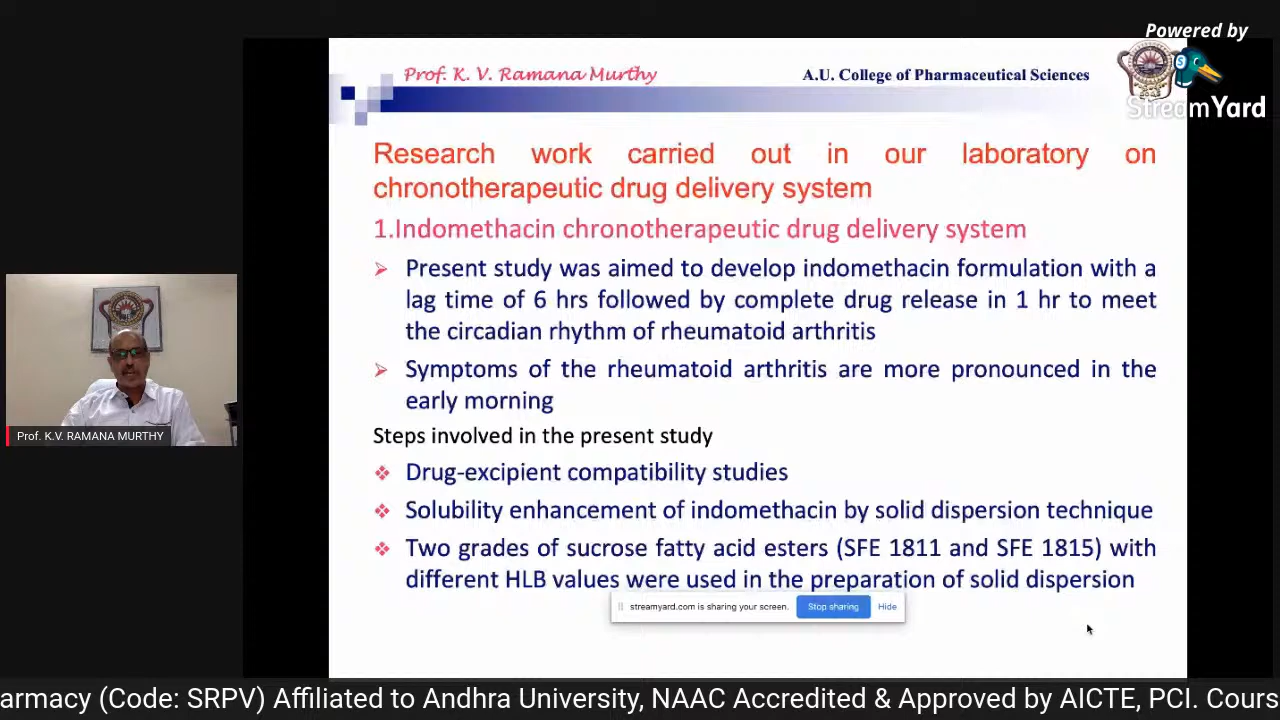 Powered by
StreamYard
Prof. K. V. Ramana Murthy
A.U. College of Pharmaceutical Sciences
Research work carried out in our laboratory on
chronotherapeutic drug delivery system
1.Indomethacin chronotherapeutic drug delivery system
Present study was aimed to develop indomethacin formulation with a
lag time of 6 hrs followed by complete drug release in 1 hr to meet
the circadian rhythm of rheumatoid arthritis
Symptoms of the rheumatoid arthritis are more pronounced in the
early morning
Steps involved in the present study
Drug-excipient compatibility studies
Solubility enhancement of indomethacin by solid dispersion technique
Two grades of sucrose fatty acid esters (SFE 1811 and SFE 1815) with
different HLB values were used in the preparation of solid dispersion
streamyard.com is sharing your screen.
Stop sharing
Hide
Prof. K.V. RAMANA MURTHY
armacy (Code: SRPV) Affiliated to Andhra University, NAAC Accredited & Approved by AICTE, PCI. Cours